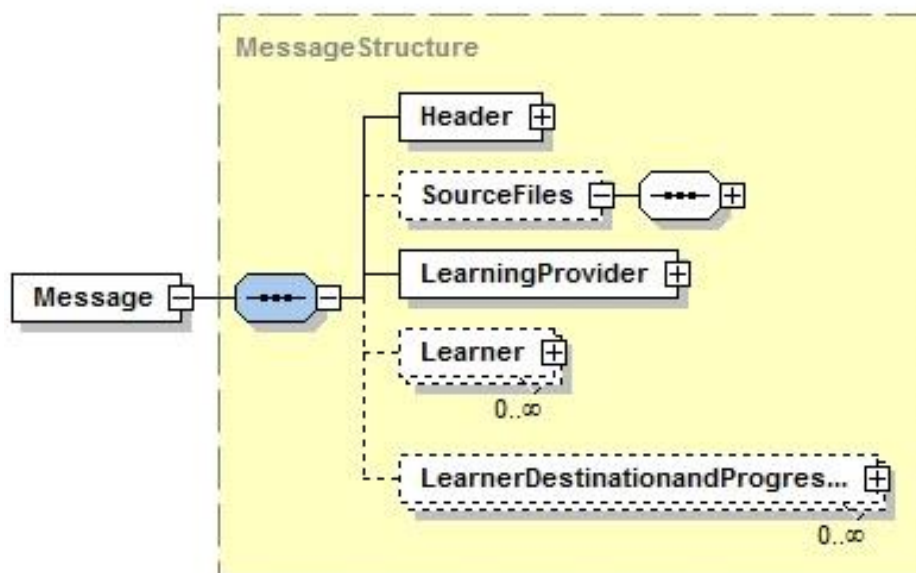 MessageStructure
Header
SourceFiles
LearningProvider
Message
Learner
0..∞
LearnerDestinationandProgres...
0..∞